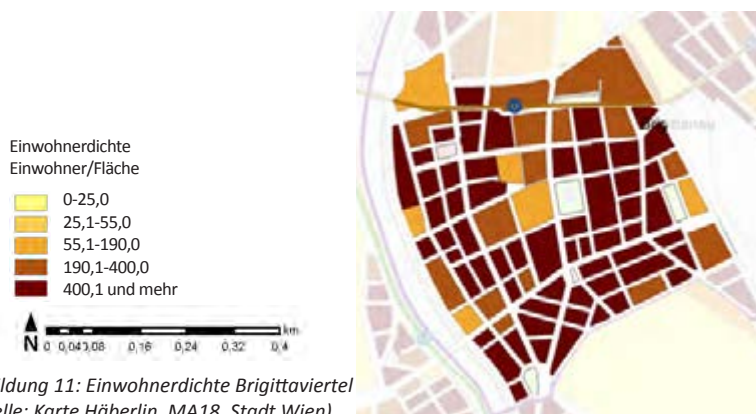 Einwohnerdichte
Einwohner/Fläche
0-25,0
25,1-55,0
55,1-190,0
190,1-400,0
400,1 und mehr
km
N 0 0,04 0,08 0,16 0,24 0,32 0,4
ldung 11: Einwohnerdichte Brigittaviertel
elle: Karte Häberlin, MA18, Stadt Wien)